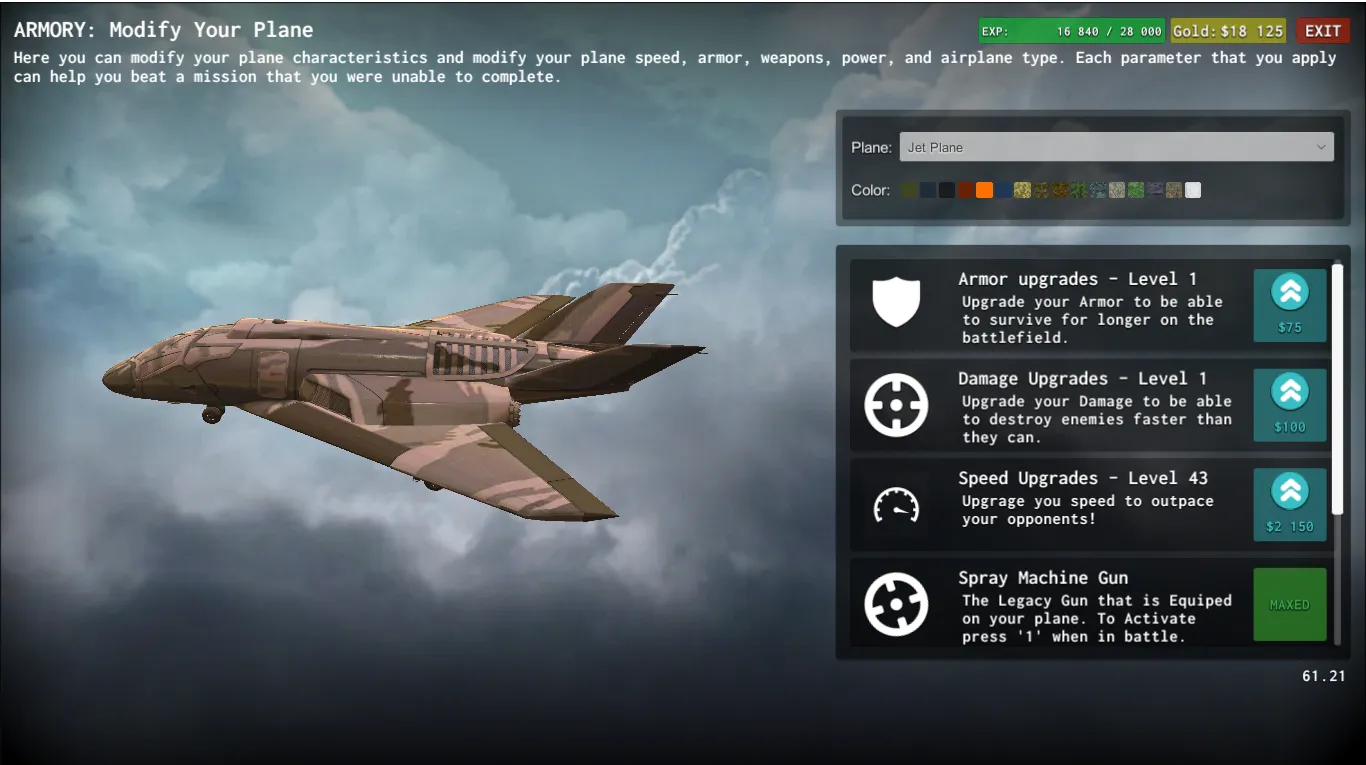 ARMORY: Modify Your Plane
EXP: 16 840 / 28 000 Gold: $18 125 EXIT
Here you can modify your plane characteristics and modify your plane speed, armor, weapons, power, and airplane type. Each parameter that you apply
can help you beat a mission that you were unable to complete.
Plane: Jet Plane
Color:
Armor upgrades - Level 1
Upgrade your Armor to be able
to survive for longer on the
battlefield.
$75
Damage Upgrades - Level 1
Upgrade your Damage to be able
to destroy enemies faster than
they can.
$100
Speed Upgrades - Level 43
Upgrage you speed to outpace
your opponents!
$2 150
Spray Machine Gun
The Legacy Gun that is Equiped
on your plane. To Activate
press '1' when in battle.
MAXED
61.21